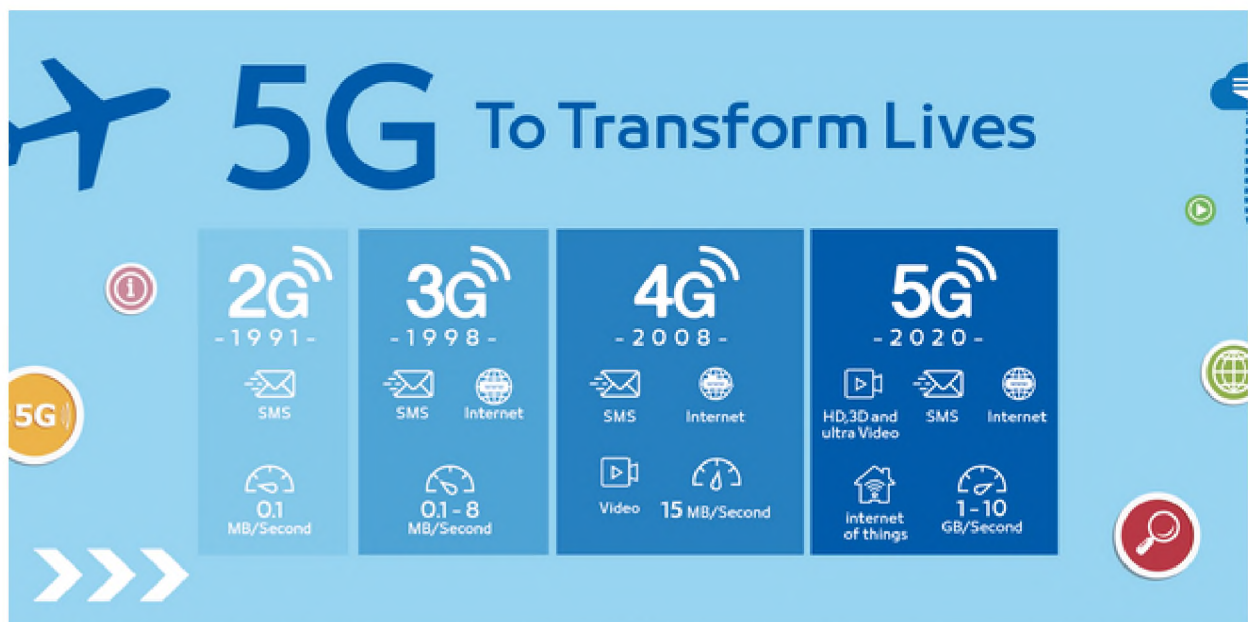 5G To Transform Lives
2G
-1991-
SMS
0.1
MB/Second
3G
-1998-
SMS Internet
0.1-8
MB/Second
4G
-2008-
SMS Internet
Video 15 MB/Second
5G
-2020-
HD,3D and
ultra Video
SMS Internet
internet
of things
1-10
GB/Second
5G
i